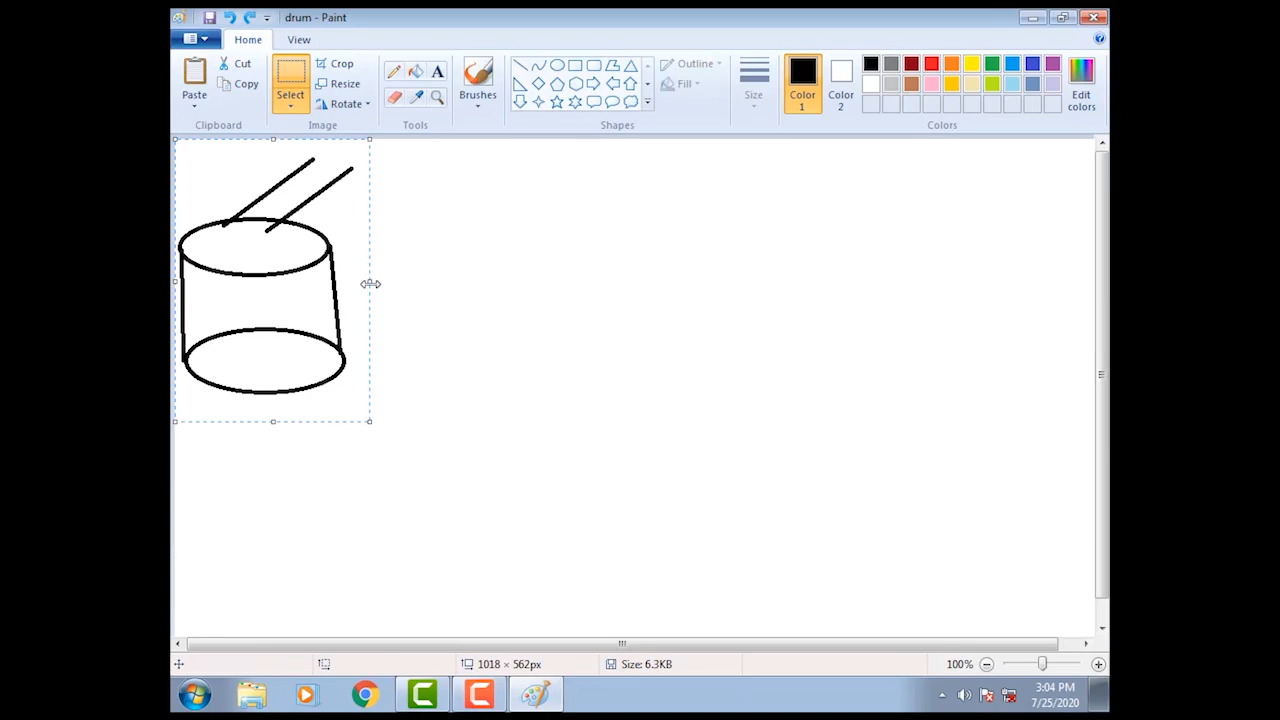 drum - Paint
Home View
Paste
Cut
Copy
Clipboard
Select
Crop
Resize
Rotate
Image
A
Tools
Brushes
Outline
Fill
Shapes
Size
Color 1
Color 2
Edit colors
Colors
1018 × 562px
Size: 6.3KB
100%
3:04 PM
7/25/2020